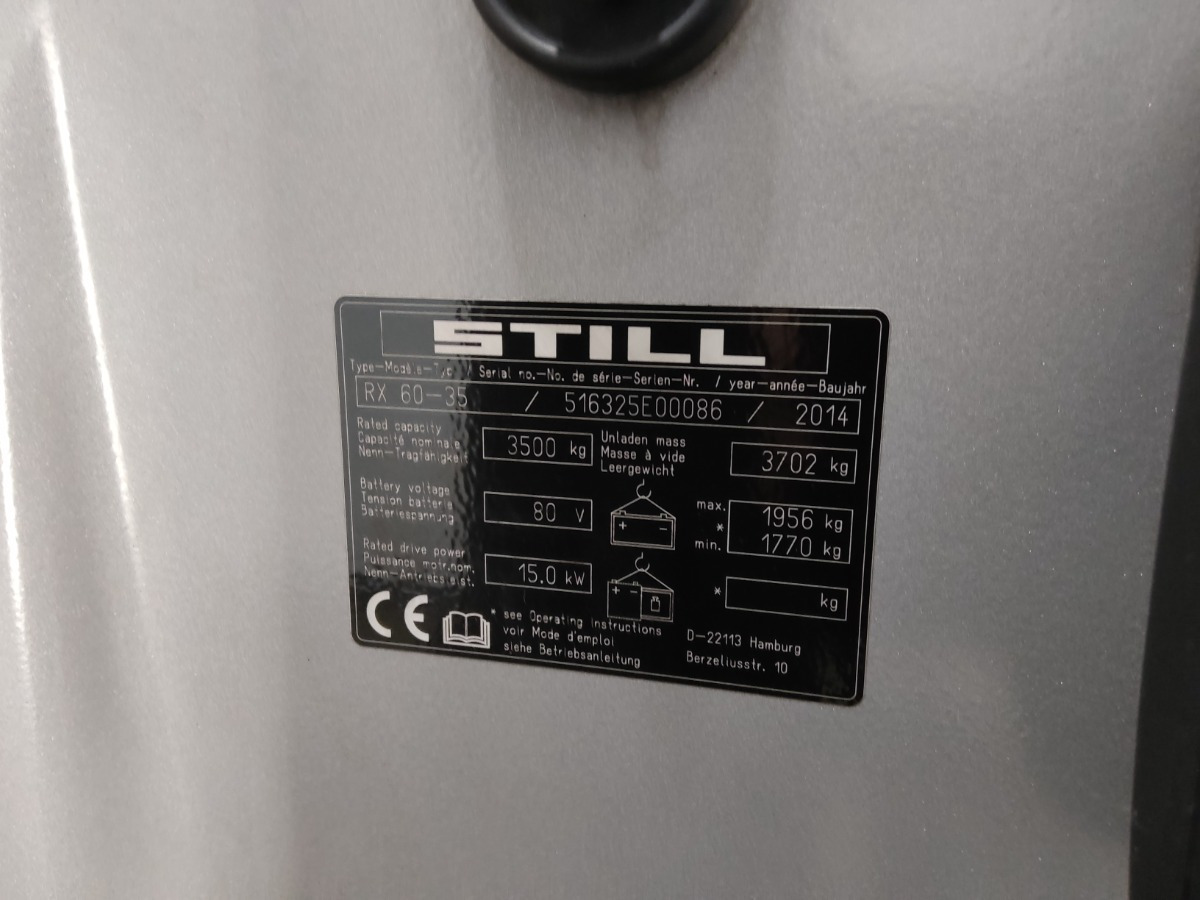 STILL
Type-Modèle-Typ / Serial no.-No. de série-Serien-Nr. / year-année-Baujahr
RX 60-35 / 516325E00086 / 2014
Rated capacity
Capacité nominale
Nenn-Tragfähigkeit
3500 kg
Unladen mass
Masse à vide
Leergewicht
3702 kg
Battery voltage
Tension batterie
Batteriespannung
80 V
+ -
max.
*
min.
1956 kg
1770 kg
Rated drive power
Puissance motr.nom.
Nenn-Antriebslst.
15.0 kW
+ -
* kg
CE
* see Operating instructions
voir Mode d'emploi
siehe Betriebsanleitung
D-22113 Hamburg
Berzeliusstr. 10